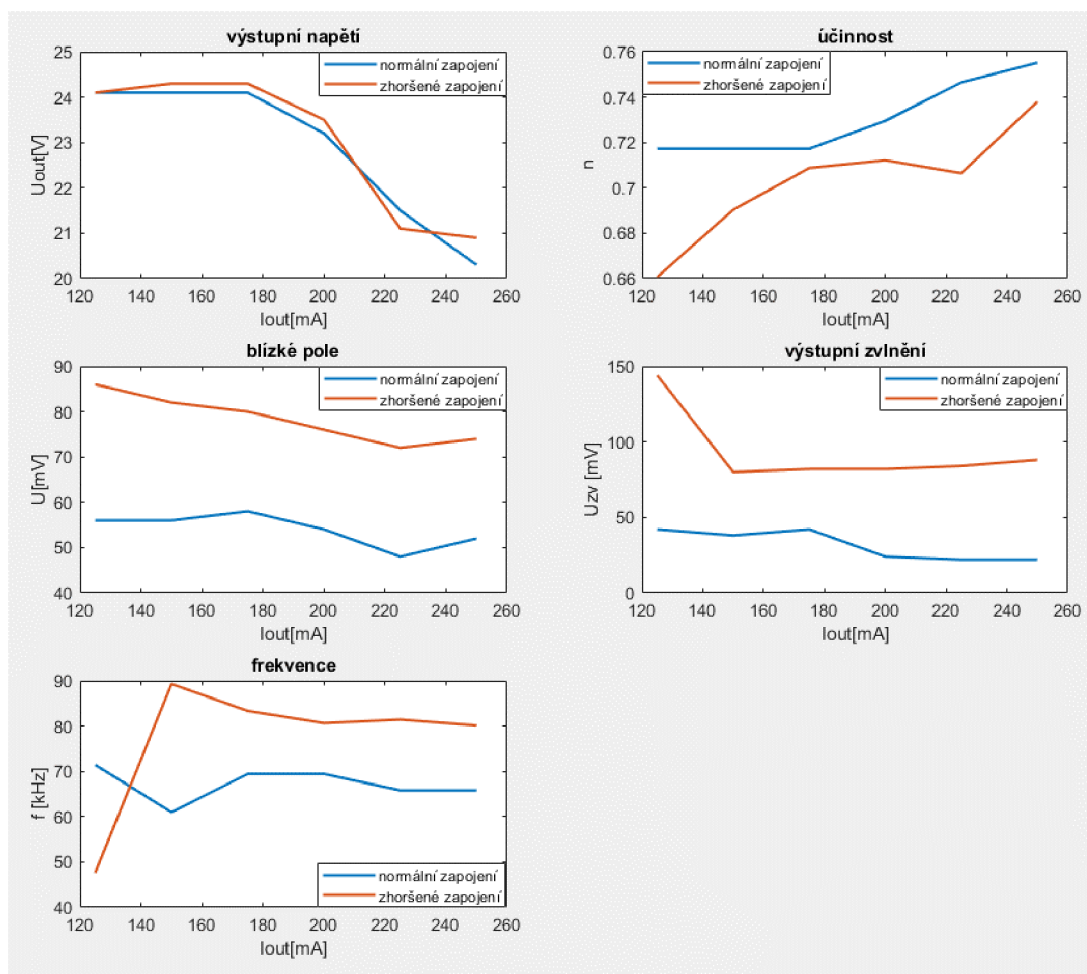 výstupní napětí
normální zapojení
zhoršené zapojení
25
24
23
22
21
20
Uout[V]
120 140 160 180 200 220 240 260
Iout[mA]
účinnost
normální zapojení
zhoršené zapojení
0.76
0.74
0.72
0.7
0.68
0.66
n
120 140 160 180 200 220 240 260
Iout[mA]
blízké pole
normální zapojení
zhoršené zapojení
90
80
70
60
50
40
U[mV]
120 140 160 180 200 220 240 260
Iout[mA]
výstupní zvlnění
normální zapojení
zhoršené zapojení
150
100
50
0
Uzv [mV]
120 140 160 180 200 220 240 260
Iout[mA]
frekvence
90
80
70
60
50
40
f [kHz]
normální zapojení
zhoršené zapojení
120 140 160 180 200 220 240 260
Iout[mA]